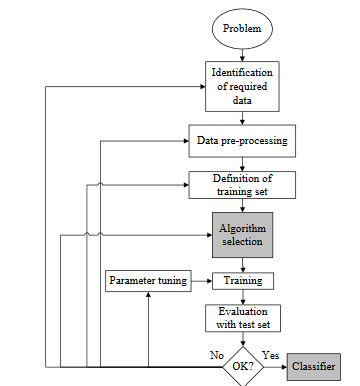 Problem
Identification
of required
data
Data pre-processing
Definition of
training set
Algorithm
selection
Parameter tuning
Training
Evaluation
with test set
No
OK?
Yes
Classifier